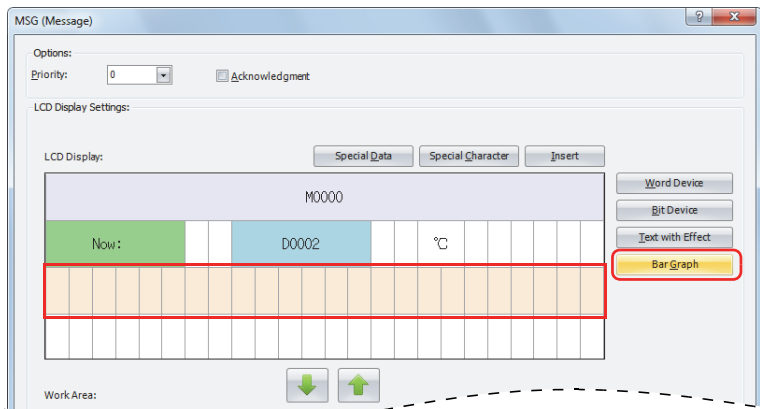 MSG (Message)
?
X
Options:
Priority:
0
Acknowledgment
LCD Display Settings:
LCD Display:
Special Data
Special Character
Insert
M0000
Word Device
Bit Device
Now:
D0002
℃
Text with Effect
Bar Graph
Work Area: